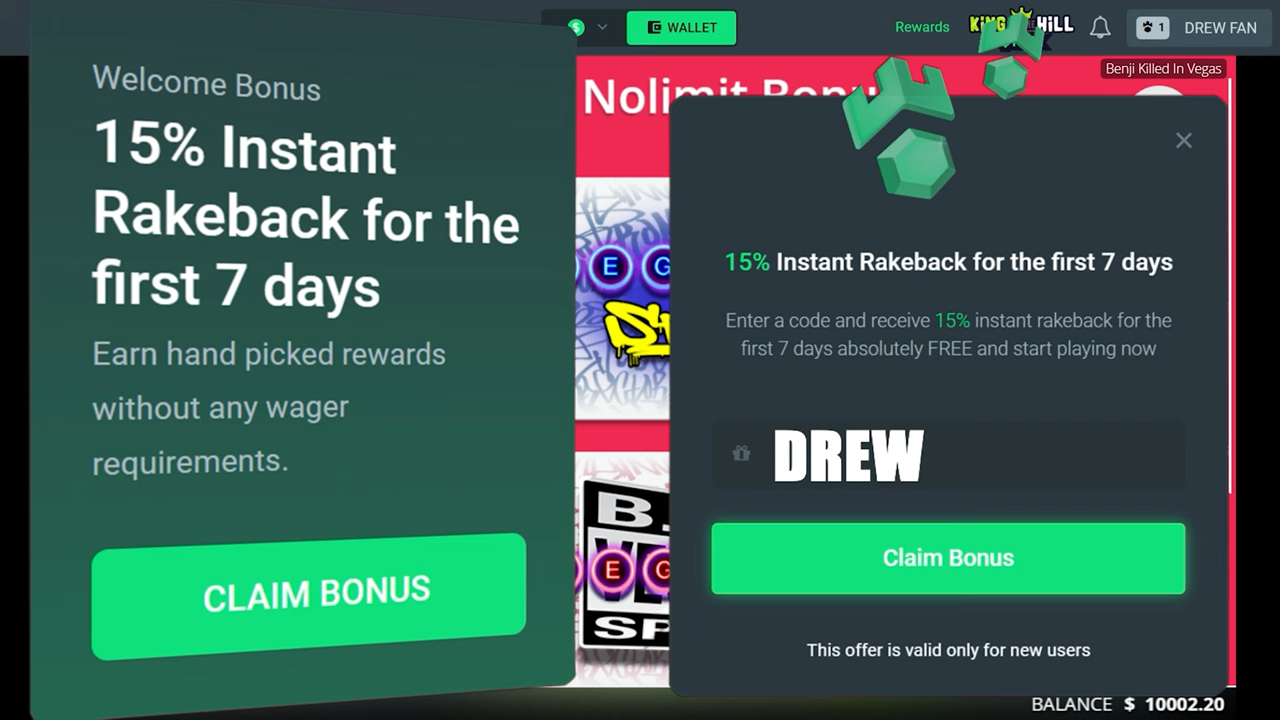 $
WALLET
Rewards
KING HILL
1
DREW FAN
Benji Killed In Vegas
Welcome Bonus
15% Instant
Rakeback for the
first 7 days
Earn hand picked rewards
without any wager
requirements.
CLAIM BONUS
Nolimit Bonu
E G
B.
E G
SP
15% Instant Rakeback for the first 7 days
Enter a code and receive 15% instant rakeback for the
first 7 days absolutely FREE and start playing now
DREW
Claim Bonus
This offer is valid only for new users
BALANCE $ 10002.20